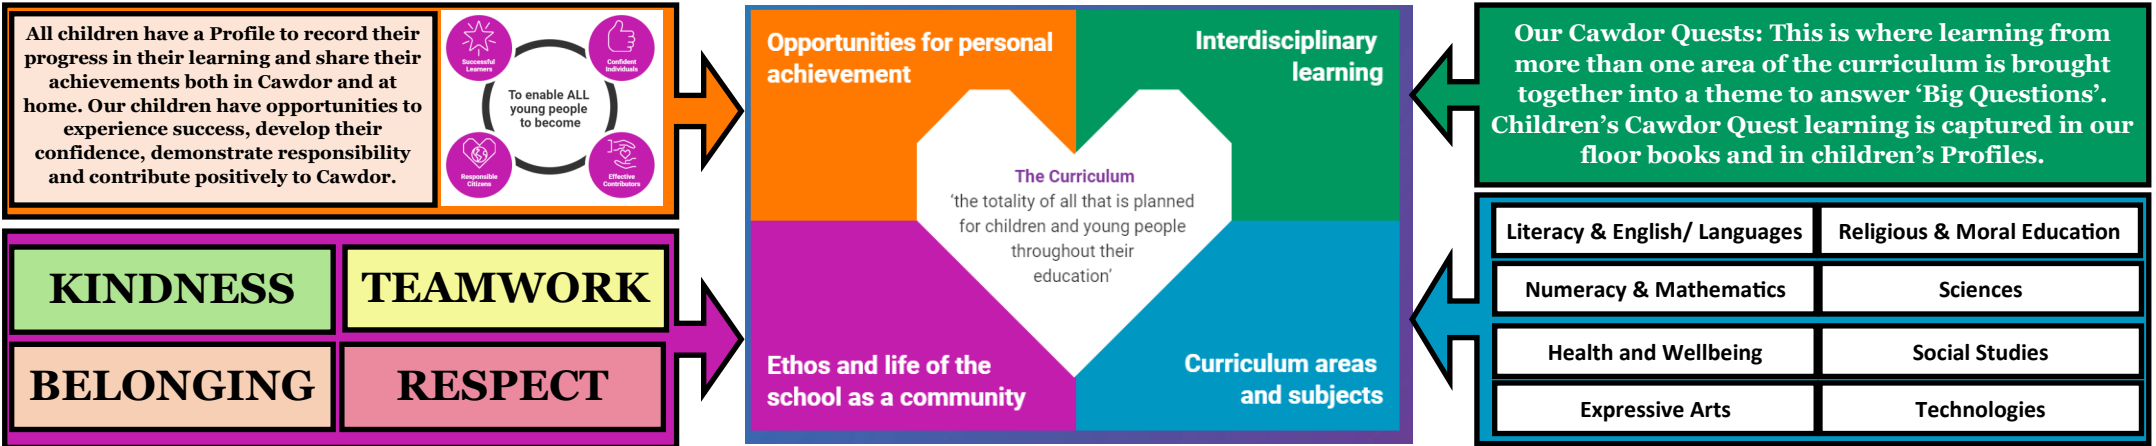 All children have a Profile to record their
progress in their learning and share their
achievements both in Cawdor and at
home. Our children have opportunities to
experience success, develop their
confidence, demonstrate responsibility
and contribute positively to Cawdor.
Successful
Learners
Confident
Individuals
To enable ALL
young people
to become
Responsible
Citizens
Effective
Contributors
KINDNESS
TEAMWORK
BELONGING
RESPECT
Opportunities for personal
achievement
Interdisciplinary
learning
The Curriculum
‘the totality of all that is planned
for children and young people
throughout their
education’
Ethos and life of the
school as a community
Curriculum areas
and subjects
Our Cawdor Quests: This is where learning from
more than one area of the curriculum is brought
together into a theme to answer ‘Big Questions’.
Children’s Cawdor Quest learning is captured in our
floor books and in children’s Profiles.
Literacy & English/ Languages
Religious & Moral Education
Numeracy & Mathematics
Sciences
Health and Wellbeing
Social Studies
Expressive Arts
Technologies